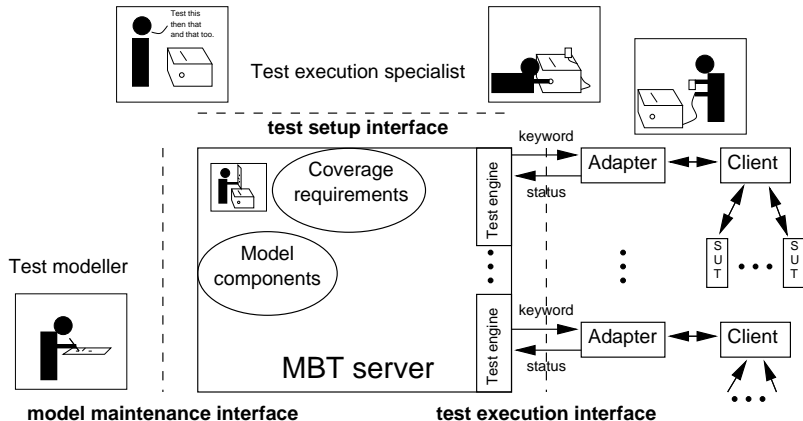 Test this
then that
and that too.
Test execution specialist
test setup interface
keyword
Coverage
requirements
Test engine
Adapter
Client
status
Model
components
S
U
T
S
U
T
Test modeller
keyword
Test engine
Adapter
Client
MBT server
status
model maintenance interface
test execution interface